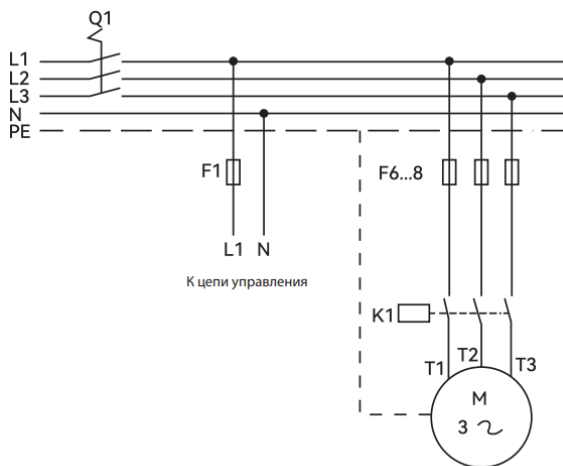 Q1
L1
L2
L3
N
PE
F1
F6...8
L1 N
К цепи управления
K1
T1 T2 T3
M
3